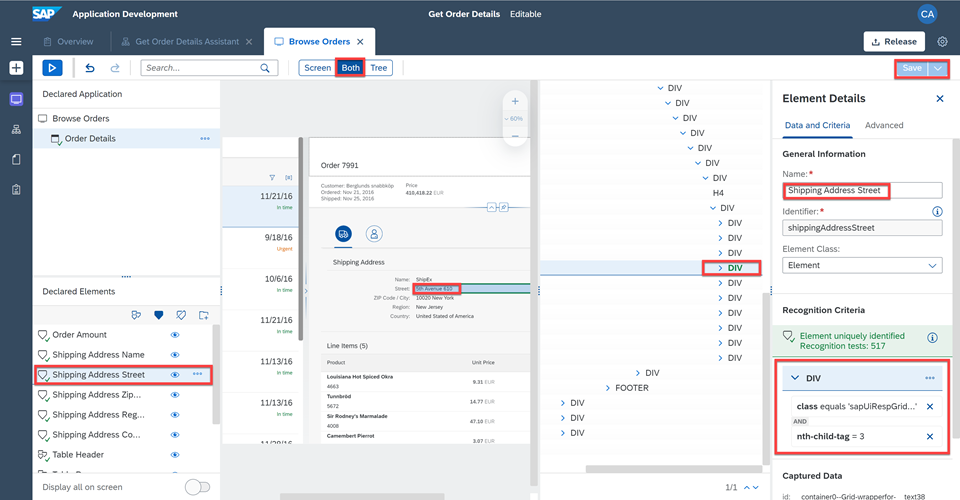 SAP Application Development Get Order Details Editable CA
Overview Get Order Details Assistant Browse Orders Release
Search... Screen Both Tree Save
Declared Application
Browse Orders
Order Details
Declared Elements
Order Amount
Shipping Address Name
Shipping Address Street
Shipping Address Zip...
Shipping Address Reg...
Shipping Address Co...
Table Header
Display all on screen
60%
11/21/16
In time
9/18/16
Urgent
10/6/16
In time
11/21/16
In time
11/13/16
In time
11/13/16
In time
11/28/16
Order 7991
Customer: Berglunds snabbköp Price
Ordered: Nov 21, 2016 410,418.22 EUR
Shipped: Nov 25, 2016
Shipping Address
Name: ShipEx
Street: 5th Avenue 610
ZIP Code / City: 10020 New York
Region: New Jersey
Country: United Stated of America
Line Items (5)
Product Unit Price
Louisiana Hot Spiced Okra 9.31 EUR
4663
Tunnbröd 14.77 EUR
5672
Sir Rodney's Marmalade 47.10 EUR
4008
Camembert Pierrot 3.07 EUR
DIV
DIV
DIV
DIV
DIV
DIV
DIV
H4
DIV
DIV
DIV
DIV
DIV
DIV
DIV
DIV
DIV
DIV
DIV
DIV
FOOTER
DIV
DIV
DIV
1/1
Element Details
Data and Criteria Advanced
General Information
Name: *
Shipping Address Street
Identifier: *
shippingAddressStreet
Element Class:
Element
Recognition Criteria
Element uniquely identified
Recognition tests: 517
DIV
class equals 'sapUiRespGrid...'
AND
nth-child-tag = 3
Captured Data
id: container0--Grid-wrapperfor- text38